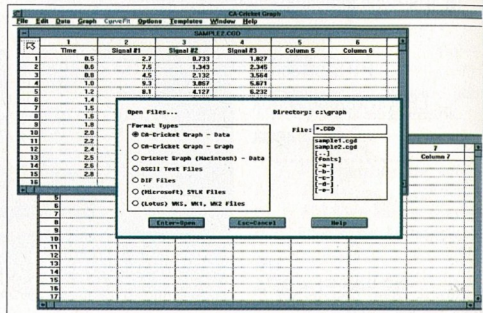 CA-Cricket Graph
File Edit Data Graph CurveFit Options Templates Window Help
SAMPLE2.CGD
1 2 3 4 5 6
Time Signal #1 Signal #2 Signal #3 Column 5 Column 6
1 0.5 2.7 0.733 1.827
2 0.6 7.5 1.343 2.345
3 0.8 4.5 2.132 3.564
4 1.0 9.3 3.867 5.671
5 1.2 8.1 4.127 6.232
6 1.4
7 1.5
8 1.6
9 1.8
10 2.0
11 2.2
12 2.4
13 2.5
14 2.6
15 2.8
16
Open Files...
Directory: c:\graph
Format Types
CA-Cricket Graph - Data
CA-Cricket Graph - Graph
Cricket Graph (Macintosh) - Data
ASCII Text Files
DIF Files
(Microsoft) SYLK Files
(Lotus) WKS, WK1, WK2 Files
File: *.CGD
sample1.cgd
sample2.cgd
[..]
[fonts]
[-a-]
[-b-]
[-c-]
[-d-]
[-e-]
Enter=Open Esc=Cancel Help
7
Column 7
5
6
7
8
9
10
11
12
13
14
15
16
17